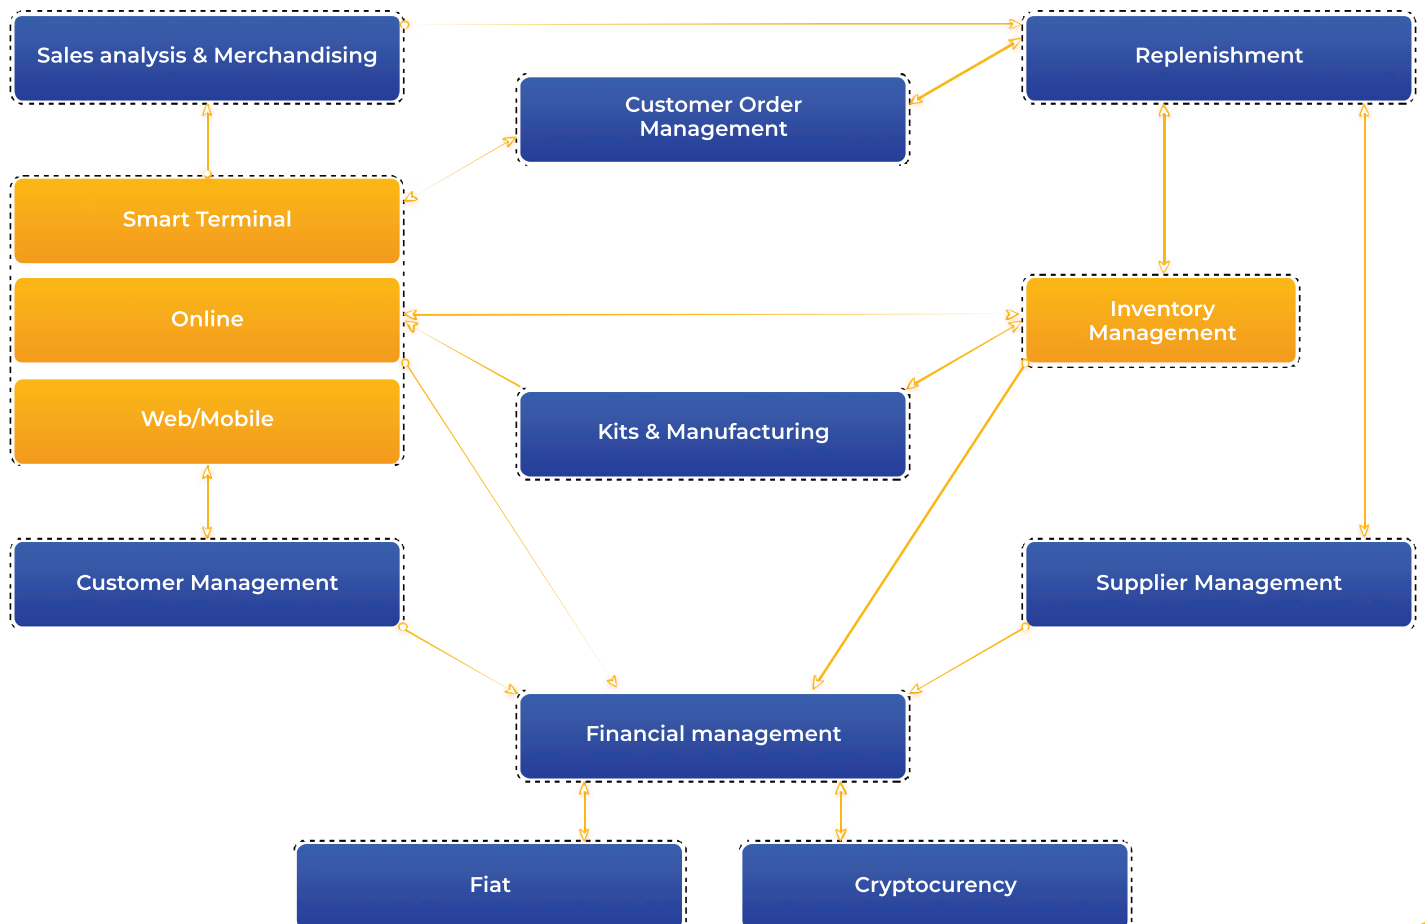 Sales analysis & Merchandising
Replenishment
Customer Order
Management
Smart Terminal
Online
Inventory
Management
Web/Mobile
Kits & Manufacturing
Customer Management
Supplier Management
Financial management
Fiat
Cryptocurency